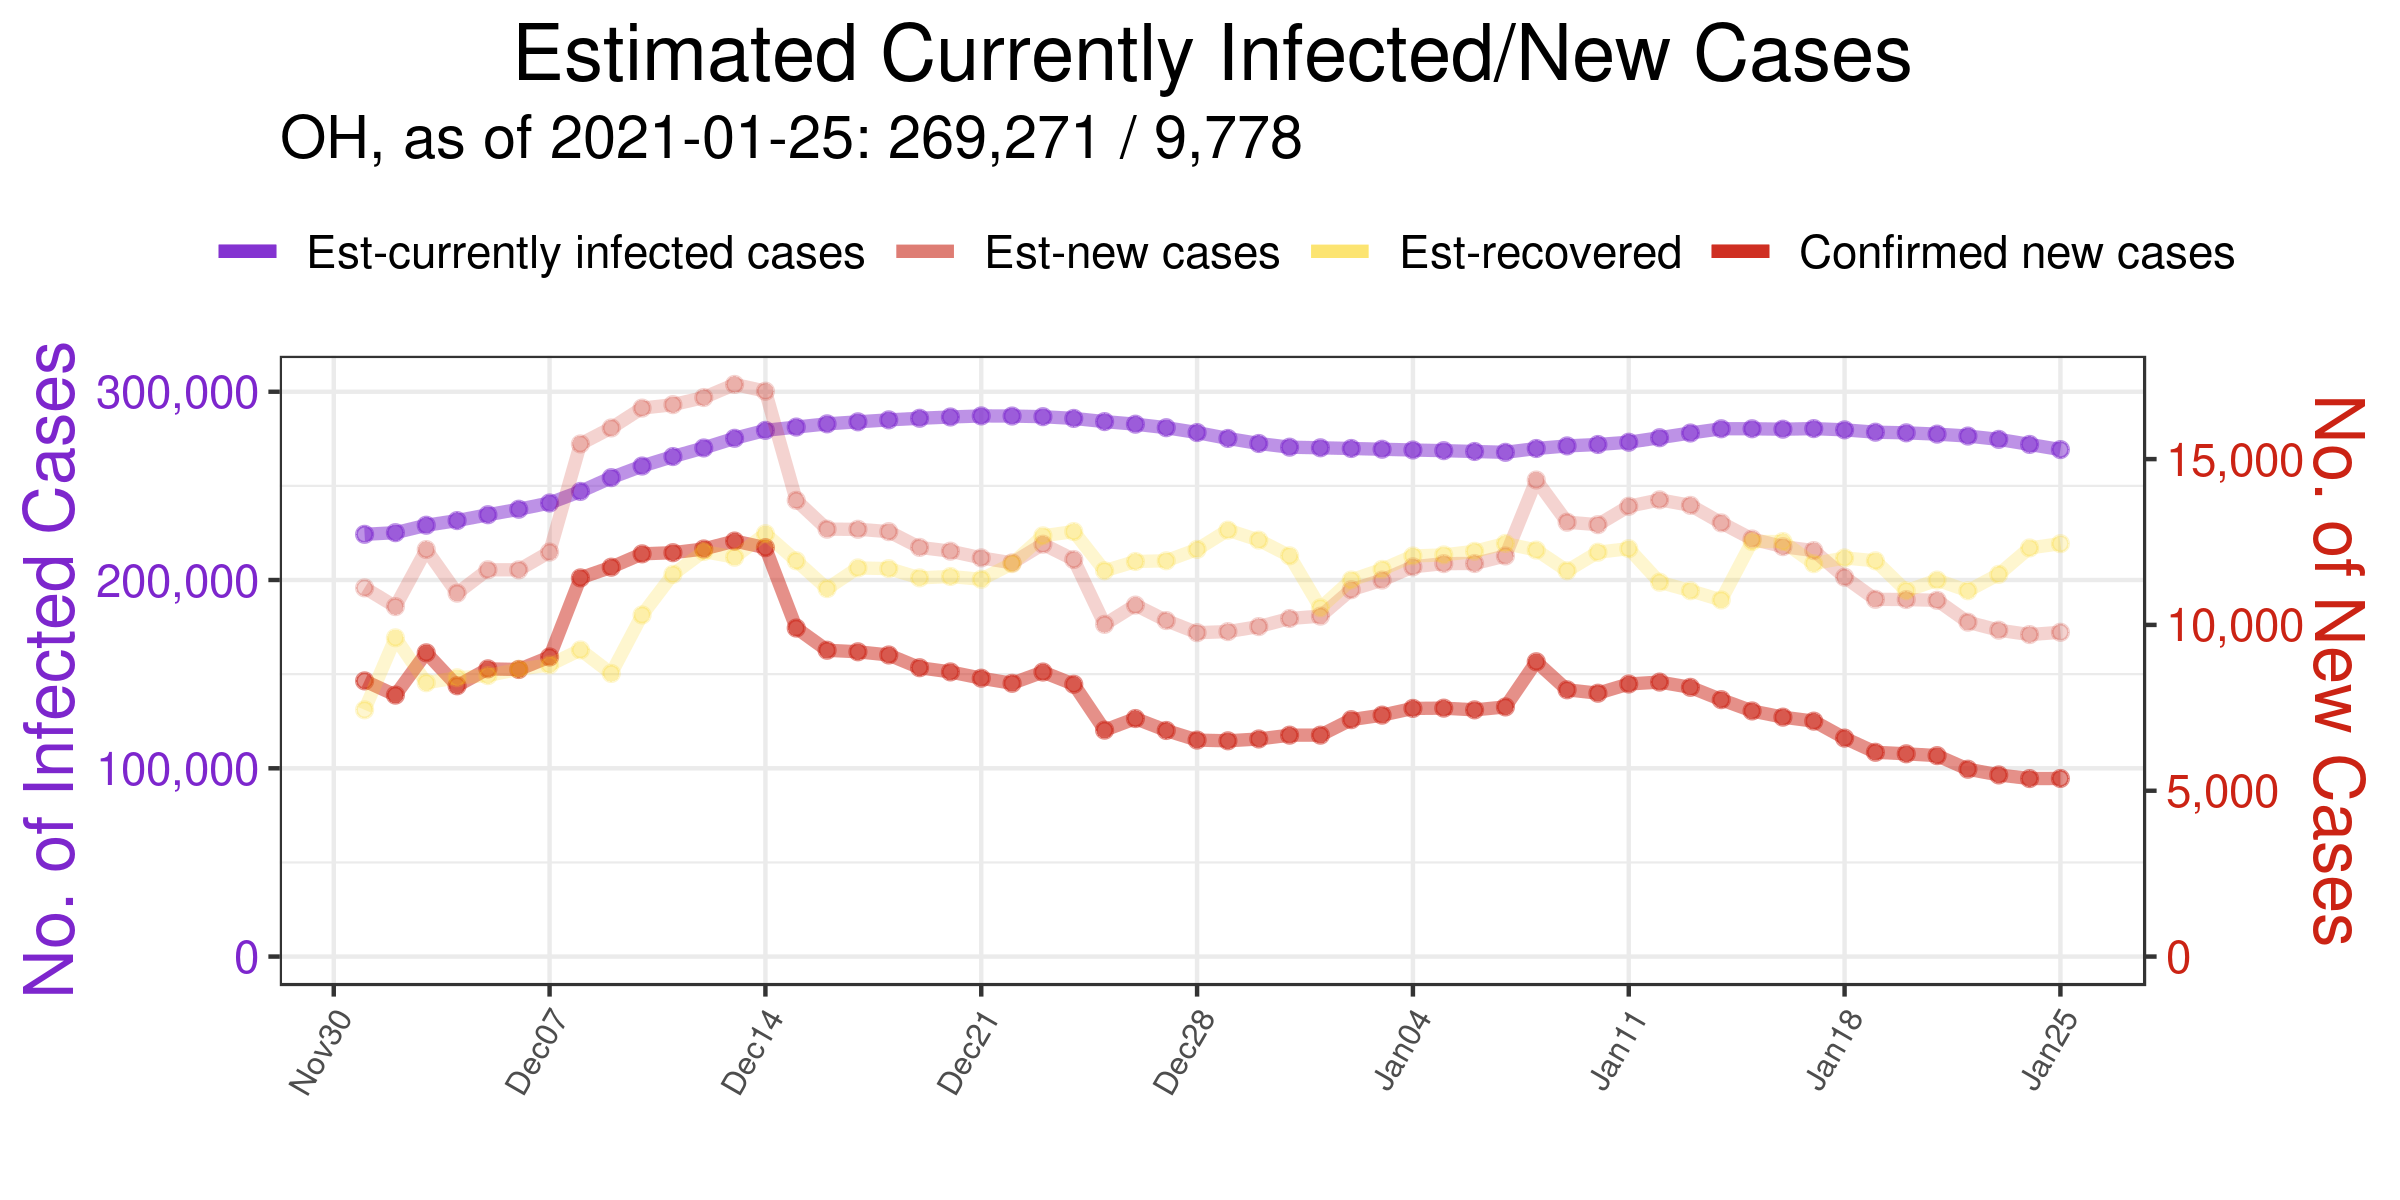 Estimated Currently Infected/New Cases
OH, as of 2021-01-25: 269,271 / 9,778
Est-currently infected cases
Est-new cases
Est-recovered
Confirmed new cases
No. of Infected Cases
300,000
200,000
100,000
0
15,000
10,000
5,000
0
No. of New Cases
Nov30
Dec07
Dec14
Dec21
Dec28
Jan04
Jan11
Jan18
Jan25